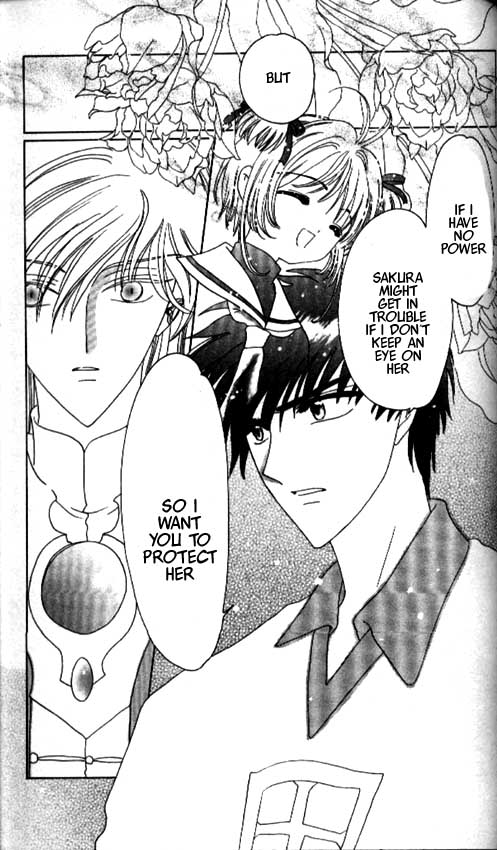 BUT
IF I
HAVE
NO
POWER
SAKURA
MIGHT
GET IN
TROUBLE
IF I DON'T
KEEP AN
EYE ON
HER
SO I
WANT
YOU TO
PROTECT
HER